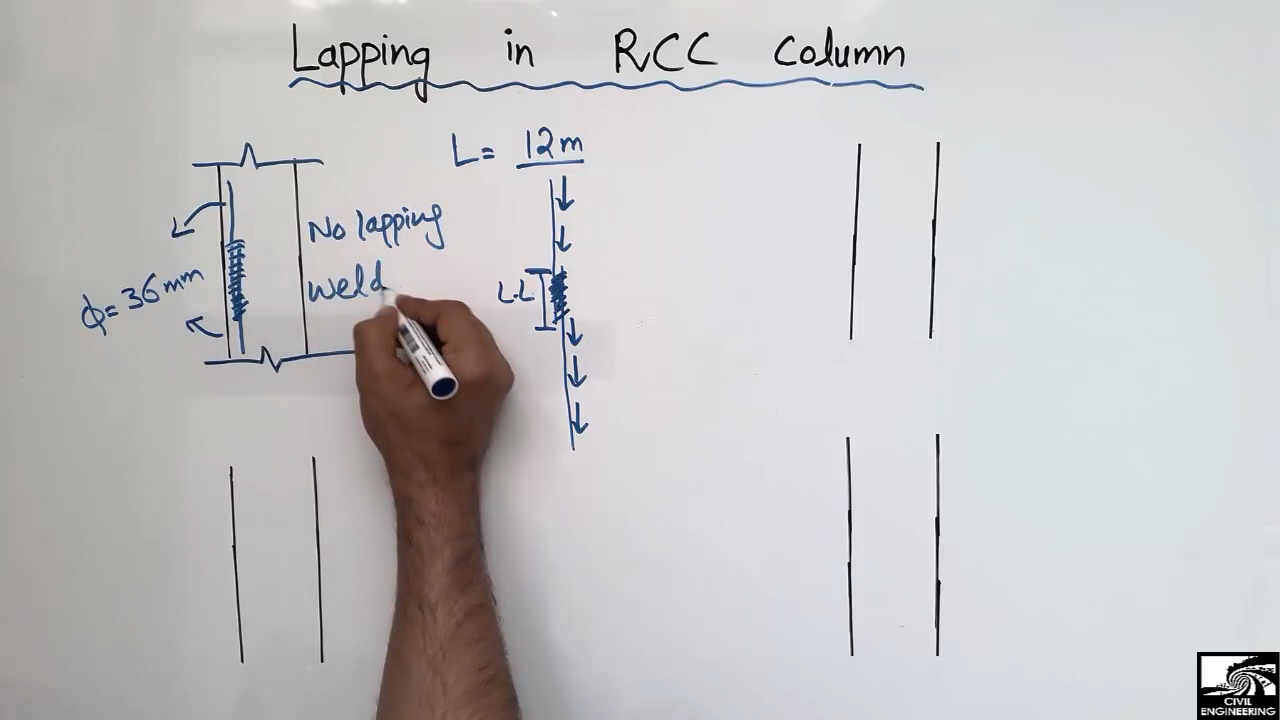 Lapping in RCC Column
L = 12m
No lapping
weld
φ = 36mm
L.L
CIVIL
ENGINEERING